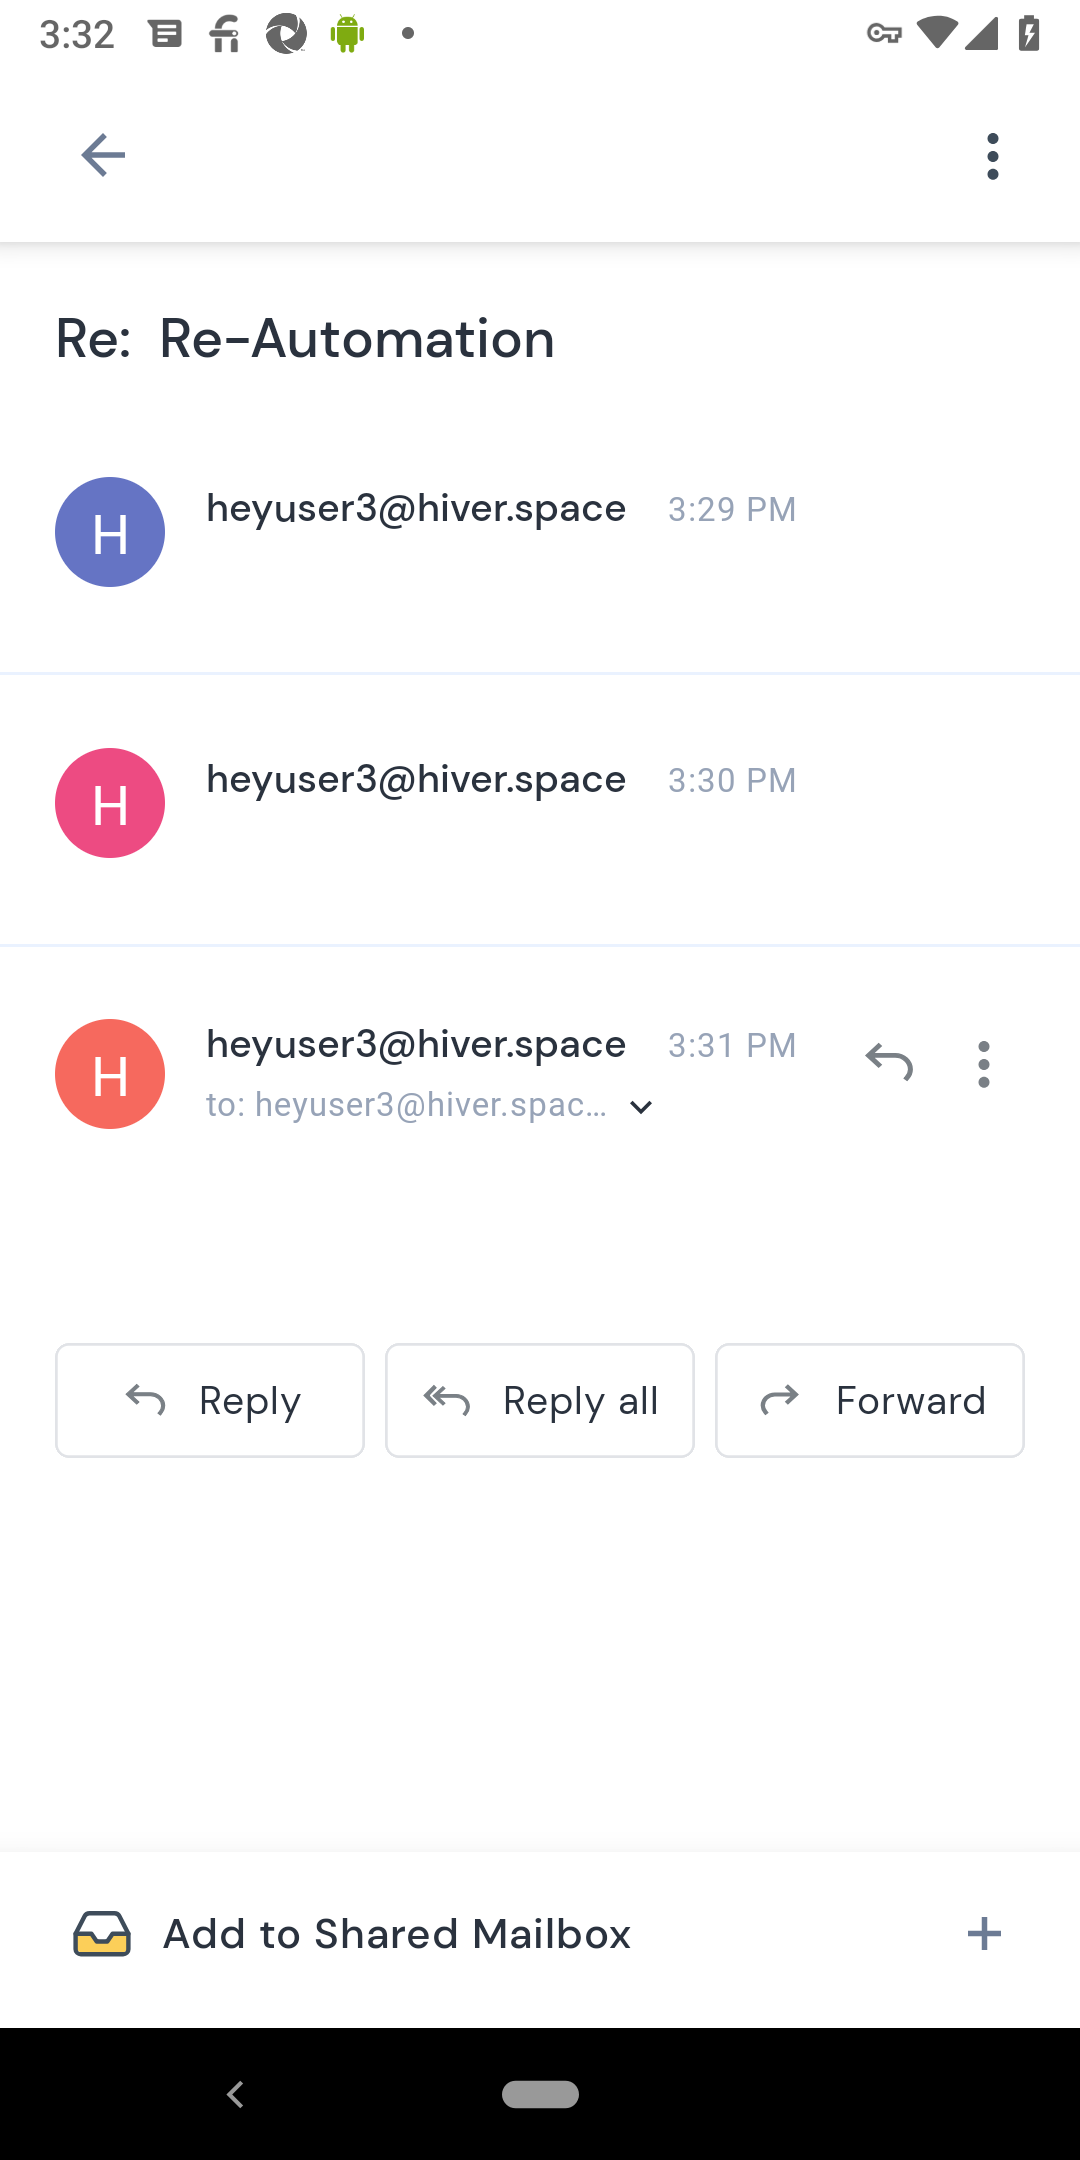 3:32
Re:  Re-Automation
H
heyuser3@hiver.space 3:29 PM
H
heyuser3@hiver.space 3:30 PM
H
heyuser3@hiver.space 3:31 PM
to: heyuser3@hiver.spac...
Reply
Reply all
Forward
Add to Shared Mailbox